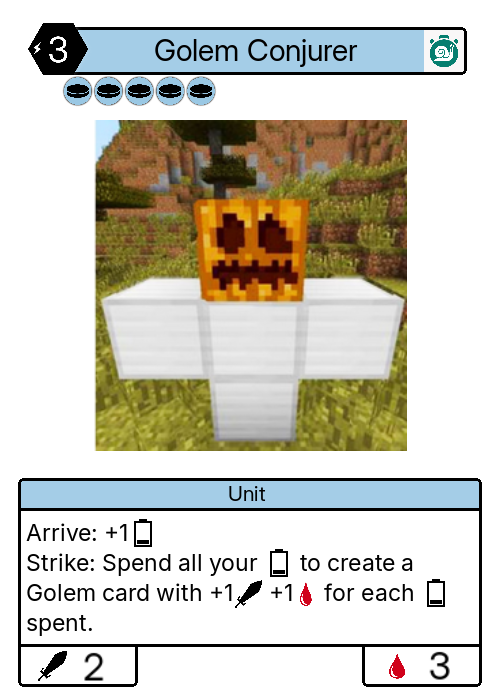 3 Golem Conjurer
Unit
Arrive: +1
Strike: Spend all your to create a
Golem card with +1 +1 for each
spent.
2 3